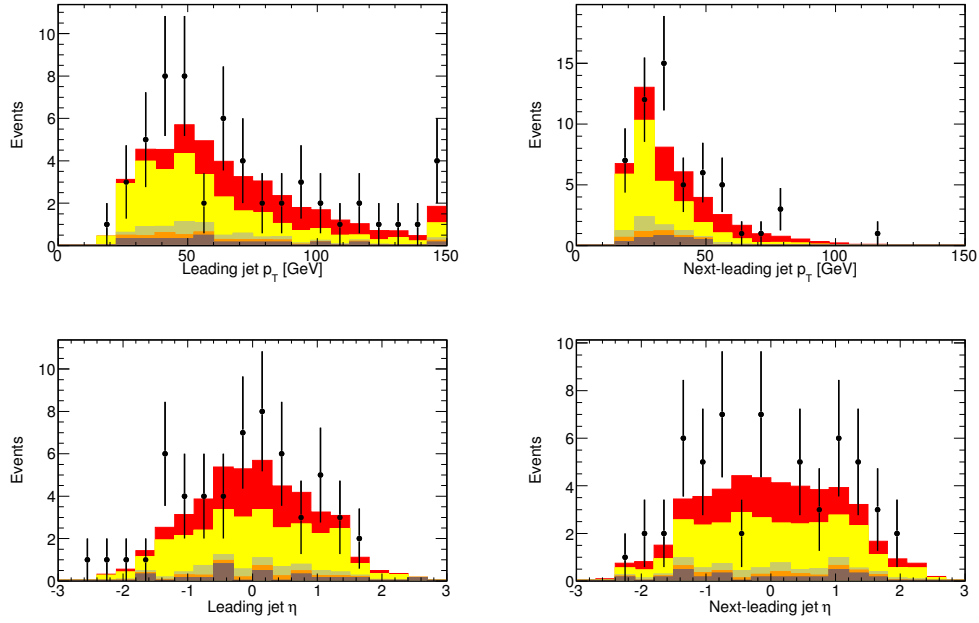 Events
10
8
6
4
2
0
0 50 100 150
Leading jet p_T [GeV]
Events
15
10
5
0
0 50 100 150
Next-leading jet p_T [GeV]
Events
10
8
6
4
2
0
-3 -2 -1 0 1 2 3
Leading jet η
Events
10
8
6
4
2
0
-3 -2 -1 0 1 2 3
Next-leading jet η